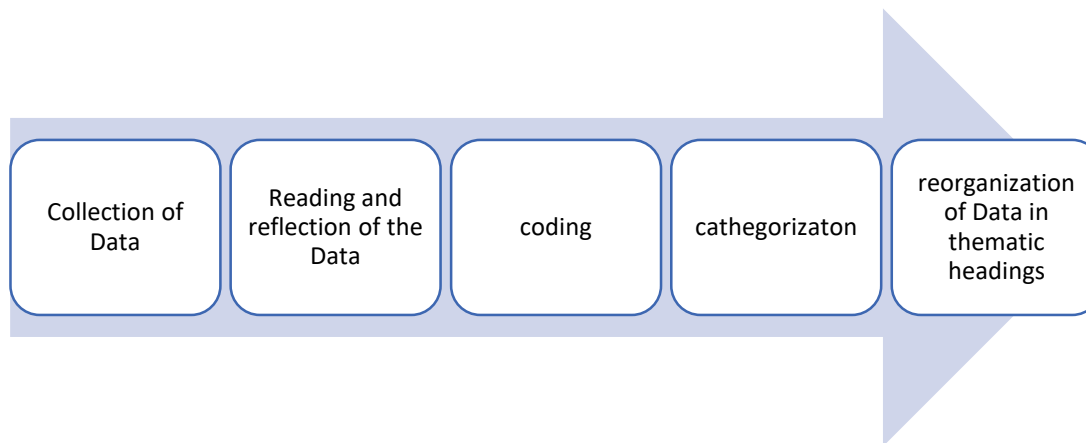 Collection of
Data
Reading and
reflection of the
Data
coding
cathegorizaton
reorganization
of Data in
thematic
headings